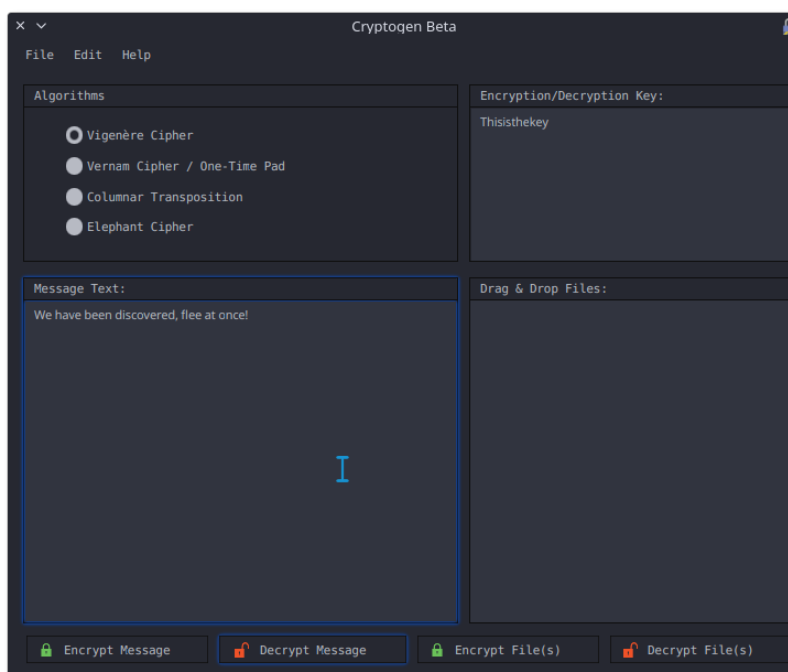 Cryptogen Beta
File Edit Help
Algorithms
Vigenère Cipher
Vernam Cipher / One-Time Pad
Columnar Transposition
Elephant Cipher
Encryption/Decryption Key:
Thisisthekey
Message Text:
We have been discovered, flee at once!
Drag & Drop Files:
Encrypt Message Decrypt Message Encrypt File(s) Decrypt File(s)